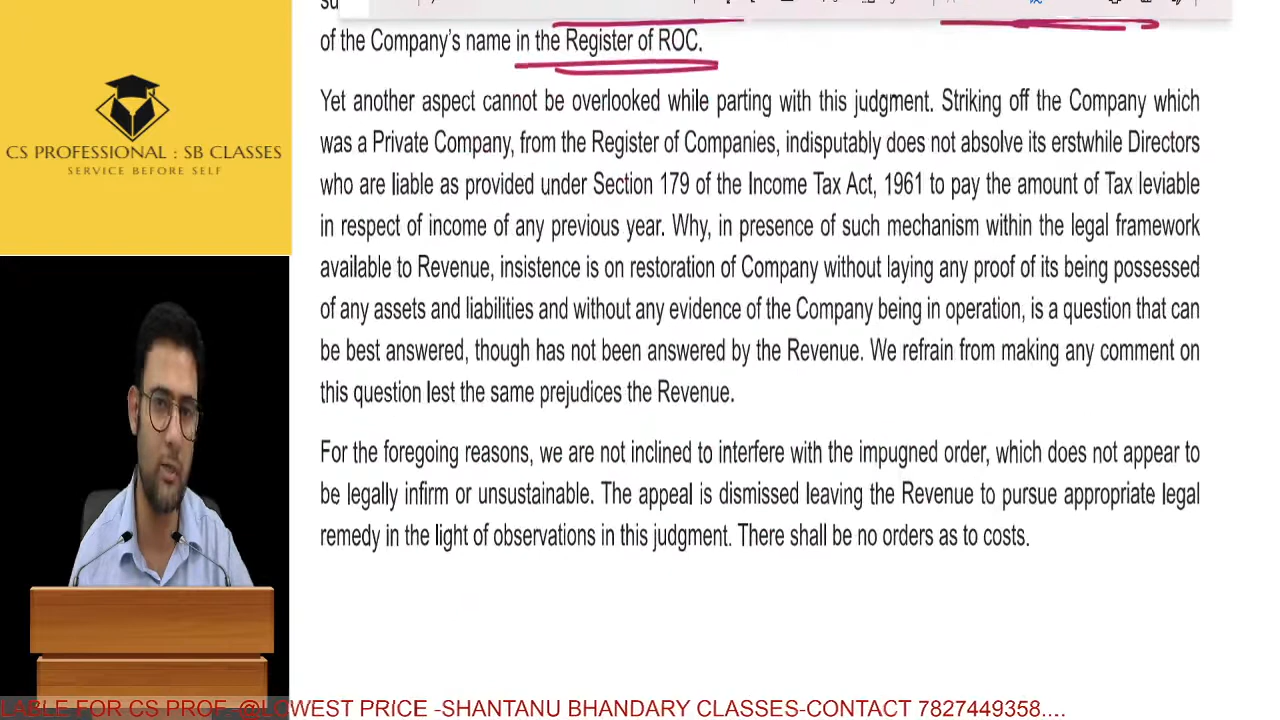 of the Company's name in the Register of ROC.
Yet another aspect cannot be overlooked while parting with this judgment. Striking off the Company which
was a Private Company, from the Register of Companies, indisputably does not absolve its erstwhile Directors
who are liable as provided under Section 179 of the Income Tax Act, 1961 to pay the amount of Tax leviable
in respect of income of any previous year. Why, in presence of such mechanism within the legal framework
available to Revenue, insistence is on restoration of Company without laying any proof of its being possessed
of any assets and liabilities and without any evidence of the Company being in operation, is a question that can
be best answered, though has not been answered by the Revenue. We refrain from making any comment on
this question lest the same prejudices the Revenue.
For the foregoing reasons, we are not inclined to interfere with the impugned order, which does not appear to
be legally infirm or unsustainable. The appeal is dismissed leaving the Revenue to pursue appropriate legal
remedy in the light of observations in this judgment. There shall be no orders as to costs.
CS PROFESSIONAL : SB CLASSES
SERVICE BEFORE SELF
LABLE FOR CS PROF.@LOWEST PRICE -SHANTANU BHANDARY CLASSES-CONTACT 7827449358....